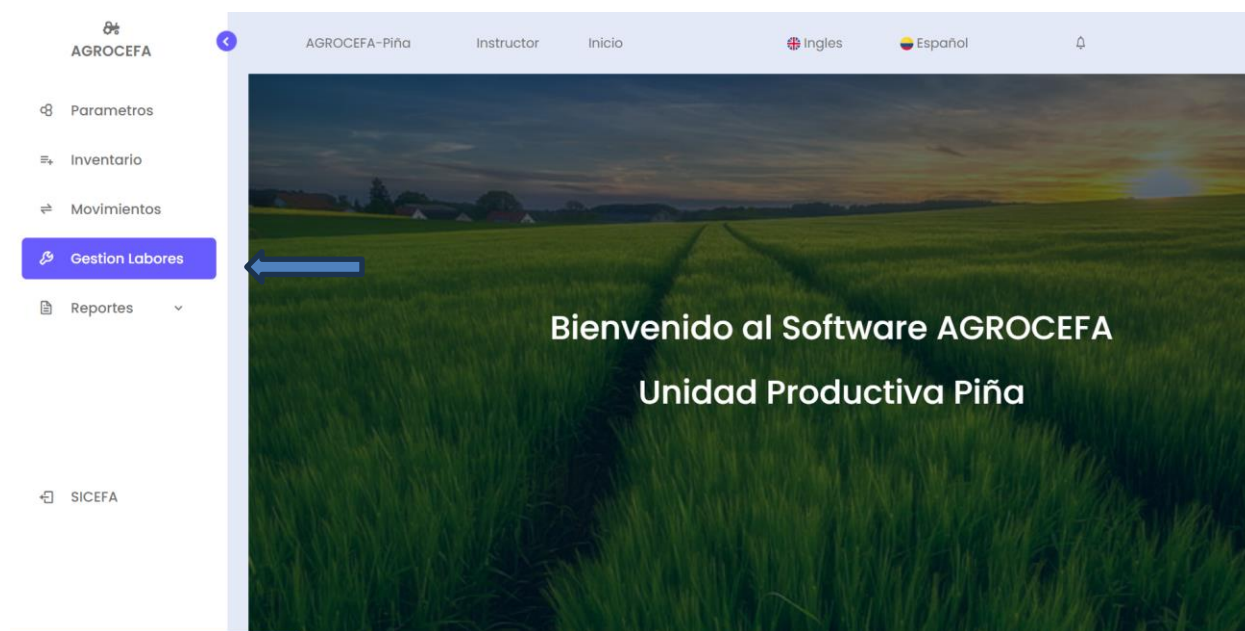 AGROCEFA
AGROCEFA-Piña
Instructor
Inicio
Ingles
Español
Parametros
Inventario
Movimientos
Gestion Labores
Reportes
SICEFA
Bienvenido al Software AGROCEFA
Unidad Productiva Piña